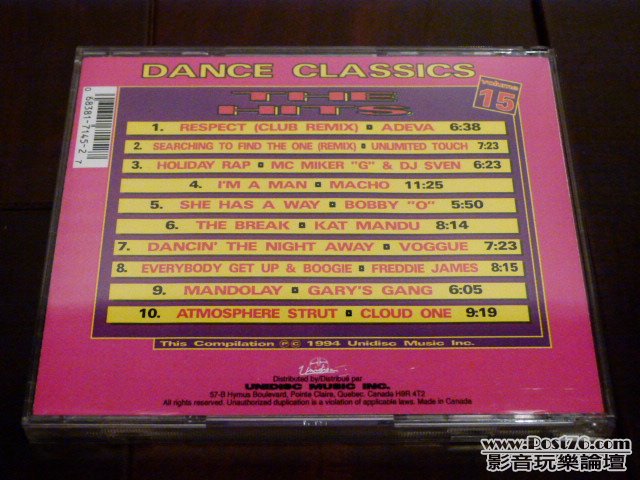 DANCE CLASSICS
volume 15
THE HITS
1. RESPECT (CLUB REMIX) ADEVA 6:38
2. SEARCHING TO FIND THE ONE (REMIX) UNLIMITED TOUCH 7:23
3. HOLIDAY RAP MC MIKER "G" & DJ SVEN 6:23
4. I'M A MAN MACHO 11:25
5. SHE HAS A WAY BOBBY "O" 5:50
6. THE BREAK KAT MANDU 8:14
7. DANCIN' THE NIGHT AWAY VOGGUE 7:23
8. EVERYBODY GET UP & BOOGIE FREDDIE JAMES 8:15
9. MANDOLAY GARY'S GANG 6:05
10. ATMOSPHERE STRUT CLOUD ONE 9:19
This Compilation ℗ © 1994 Unidisc Music Inc.
Unidisc
Distributed by/Distribué par
UNIDISC MUSIC INC.
57-B Hymus Boulevard, Pointe Claire, Quebec. Canada H9R 4T2
All rights reserved. Unauthorized duplication is a violation of applicable laws. Made in Canada
0 68381-7145-2 7
www.Post76.com
影音玩樂論壇